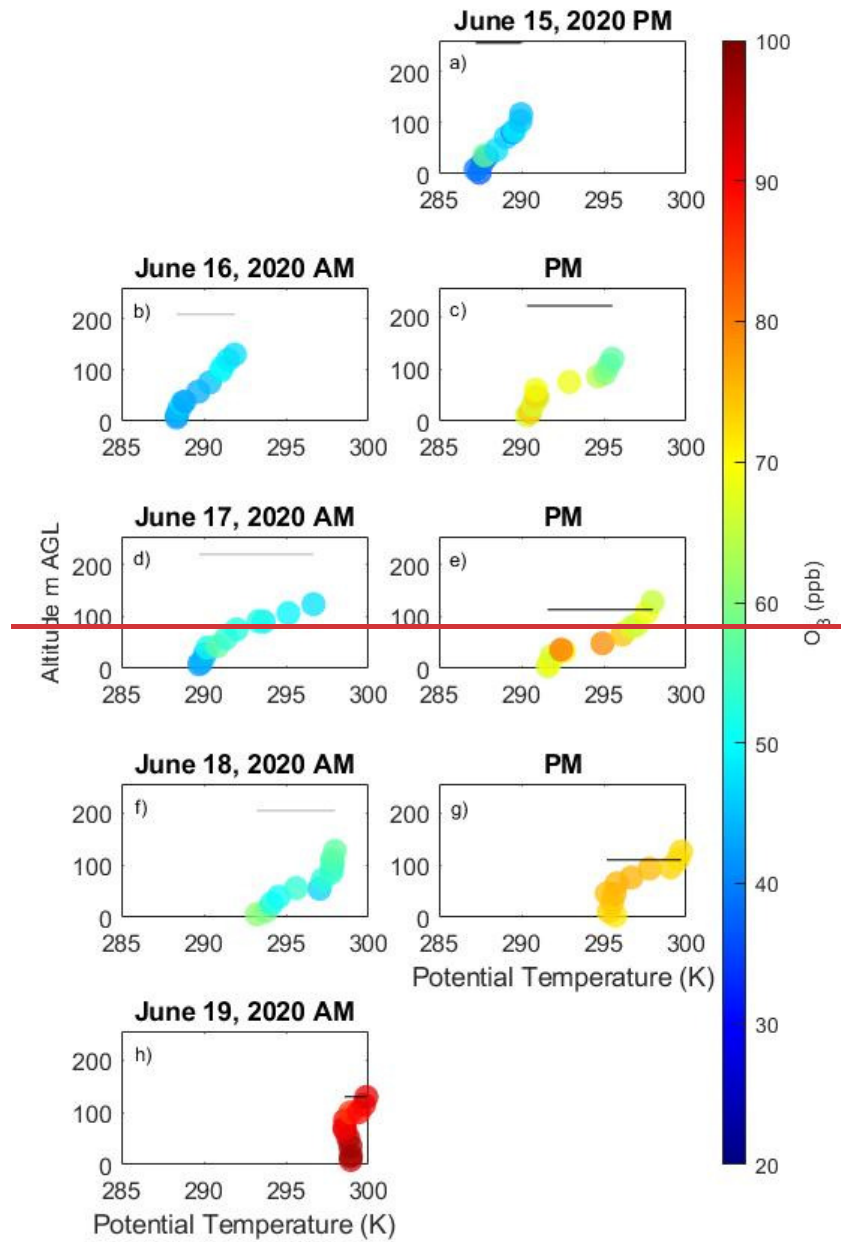 June 15, 2020 PM
a)
200
100
0
285 290 295 300
June 16, 2020 AM
b)
200
100
0
285 290 295 300
PM
c)
200
100
0
285 290 295 300
June 17, 2020 AM
d)
200
100
0
285 290 295 300
PM
e)
200
100
0
285 290 295 300
June 18, 2020 AM
f)
200
100
0
285 290 295 300
PM
g)
200
100
0
285 290 295 300
Potential Temperature (K)
June 19, 2020 AM
h)
200
100
0
285 290 295 300
Potential Temperature (K)
Altitude m AGL
100
90
80
70
60
50
40
30
20
O3 (ppb)